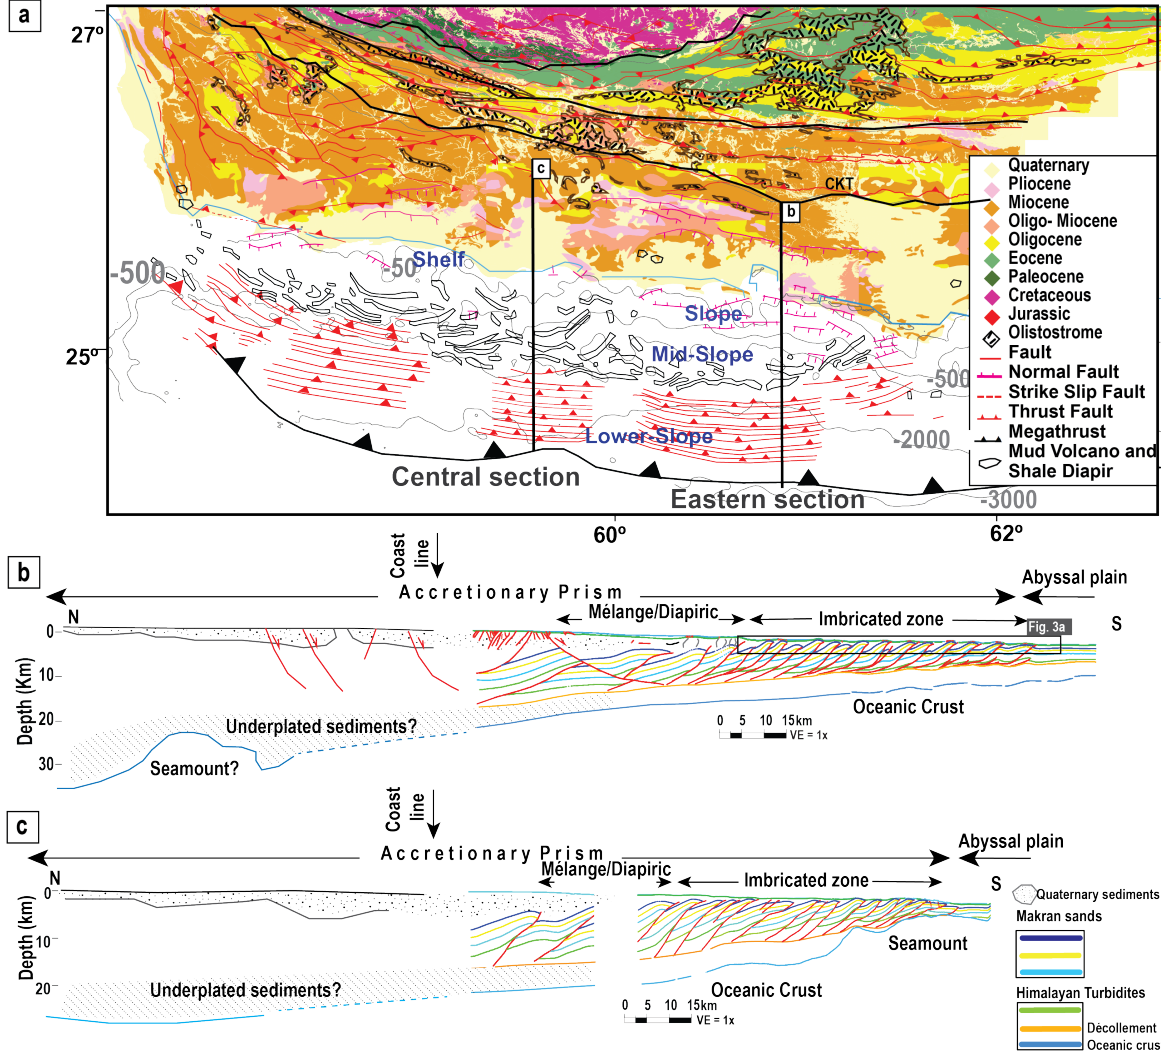 a
27º
25º
-500
-50
Shelf
Slope
Mid-Slope
Lower-Slope
c
b
CKT
-500
-2000
-3000
Central section
Eastern section
60º
62º
Quaternary
Pliocene
Miocene
Oligo- Miocene
Oligocene
Eocene
Paleocene
Cretaceous
Jurassic
Olistostrome
Fault
Normal Fault
Strike Slip Fault
Thrust Fault
Megathrust
Mud Volcano and
Shale Diapir
b
Coast
line
Accretionary Prism
Abyssal plain
N
Mélange/Diapiric
Imbricated zone
Fig. 3a
S
Depth (Km)
0
10
20
30
Underplated sediments?
Seamount?
Oceanic Crust
0 5 10 15km
VE = 1x
c
Coast
line
Accretionary Prism
Abyssal plain
N
Mélange/Diapiric
Imbricated zone
S
Depth (km)
0
10
20
Underplated sediments?
Seamount
Oceanic Crust
0 5 10 15km
VE = 1x
Quaternary sediments
Makran sands
Himalayan Turbidites
Décollement
Oceanic crus